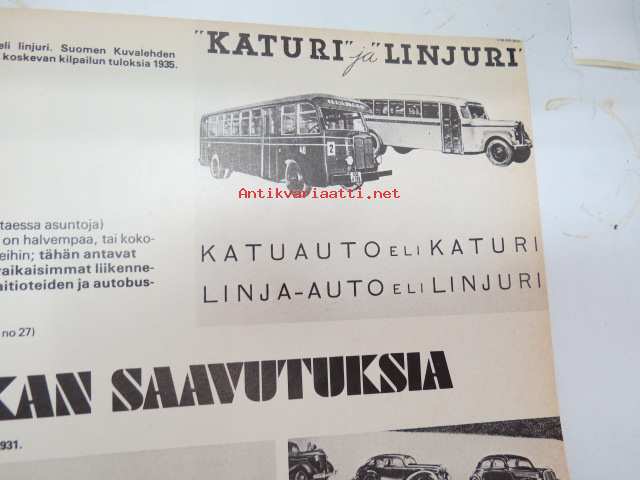 eli linjuri. Suomen Kuvalehden
koskevan kilpailun tuloksia 1935.
"KATURI" ja "LINJURI"
2
Antikvariaatti.net
taessa asuntoja)
on halvempaa, tai koko-
eihin; tähän antavat
vaikaisimmat liikenne-
aitioteiden ja autobus-
no 27)
KATUAUTO ELI KATURI
LINJA-AUTO ELI LINJURI
KAN SAAVUTUKSIA
931.